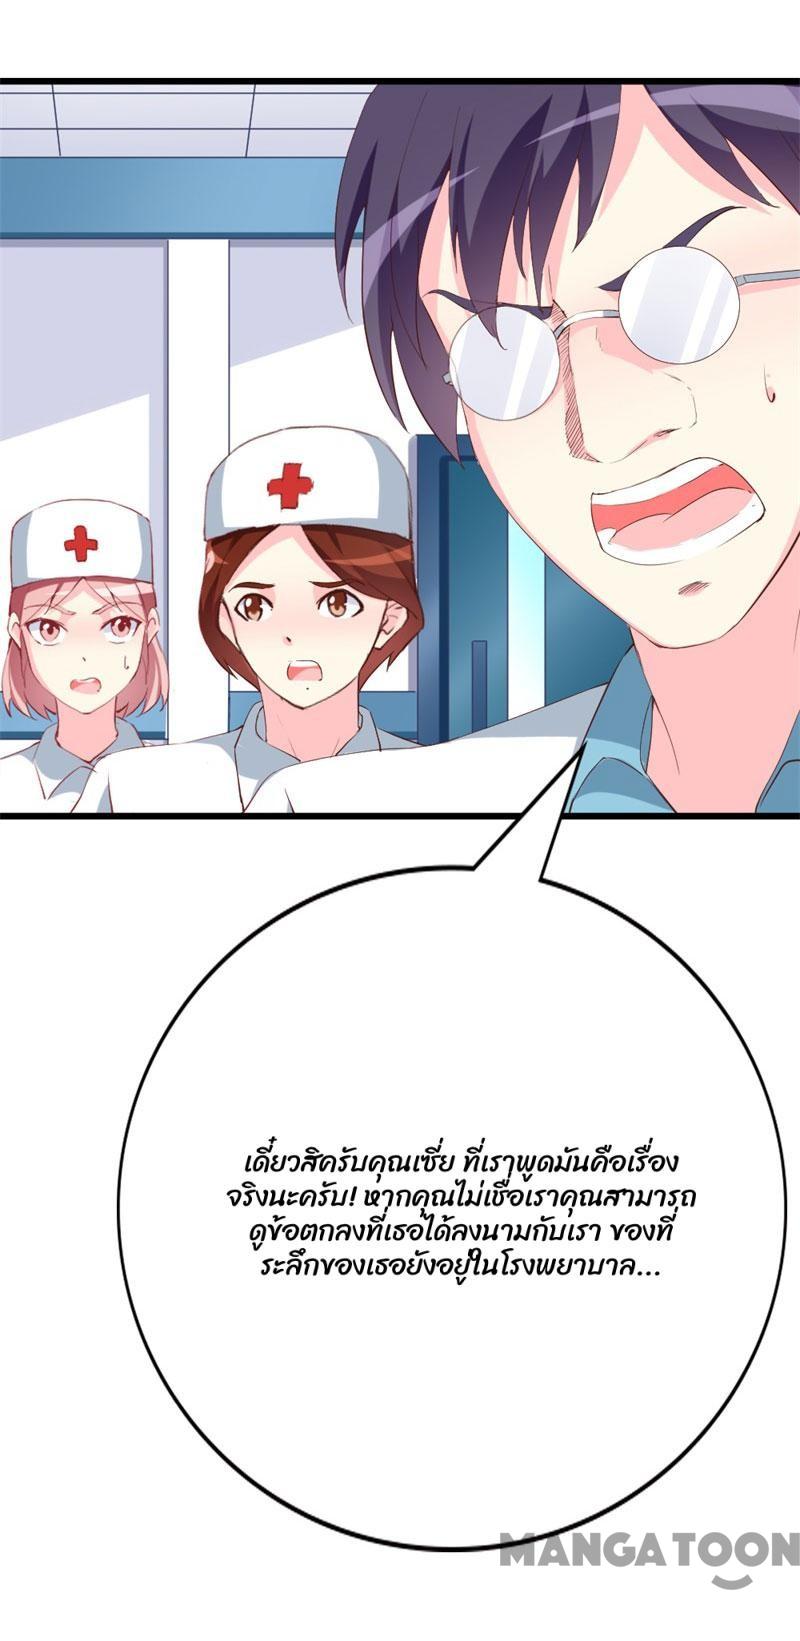 เดี๋ยวสิครับคุณเซี่ย ที่เราพูดมันคือเรื่อง
จริงนะครับ! หากคุณไม่เชื่อเราคุณสามารถ
ดูข้อตกลงที่เธอได้ลงนามกับเรา ของที่
ระลึกของเธอยังอยู่ในโรงพยาบาล...
MANGATOON